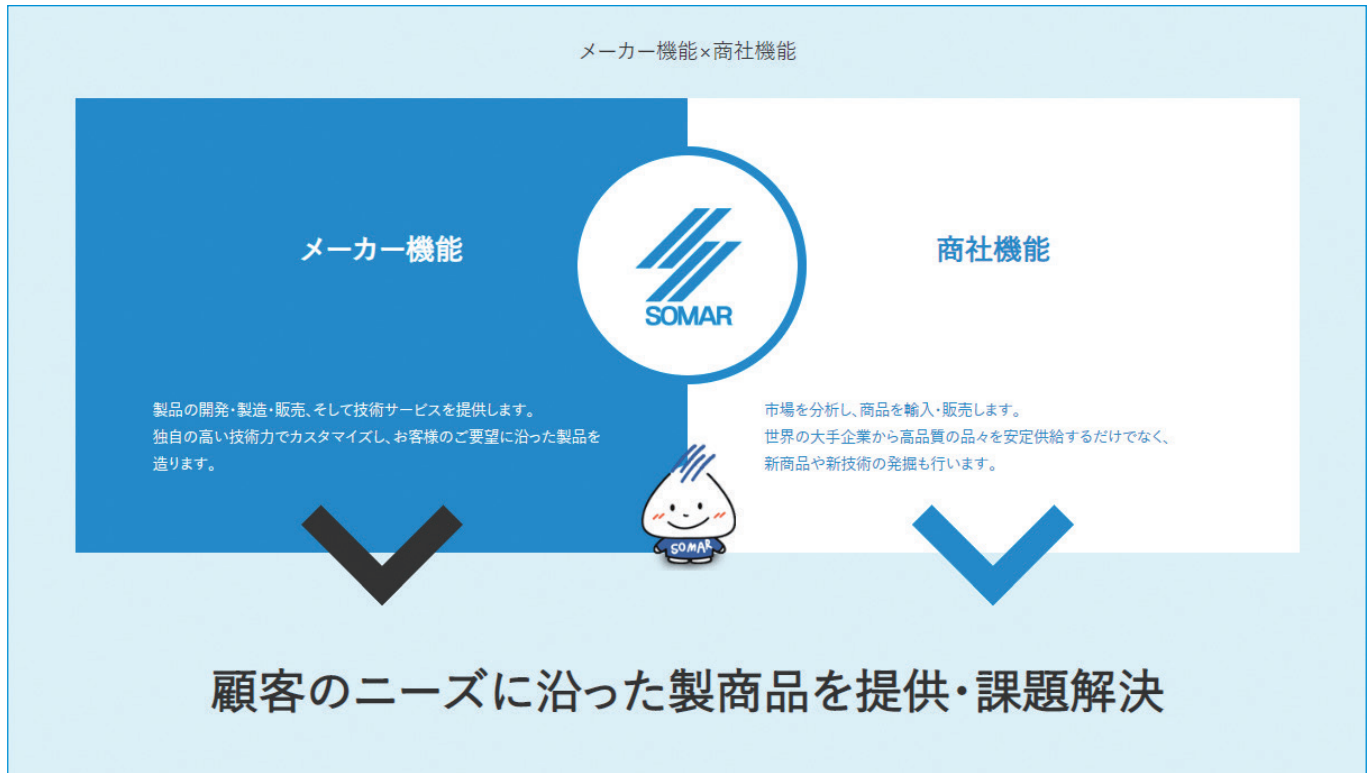 メーカー機能×商社機能
メーカー機能
SOMAR
商社機能
製品の開発・製造・販売、そして技術サービスを提供します。
独自の高い技術力でカスタマイズし、お客様のご要望に沿った製品を
造ります。
市場を分析し、商品を輸入・販売します。
世界の大手企業から高品質の品々を安定供給するだけでなく、
新商品や新技術の発掘も行います。
SOMAR
顧客のニーズに沿った製商品を提供・課題解決